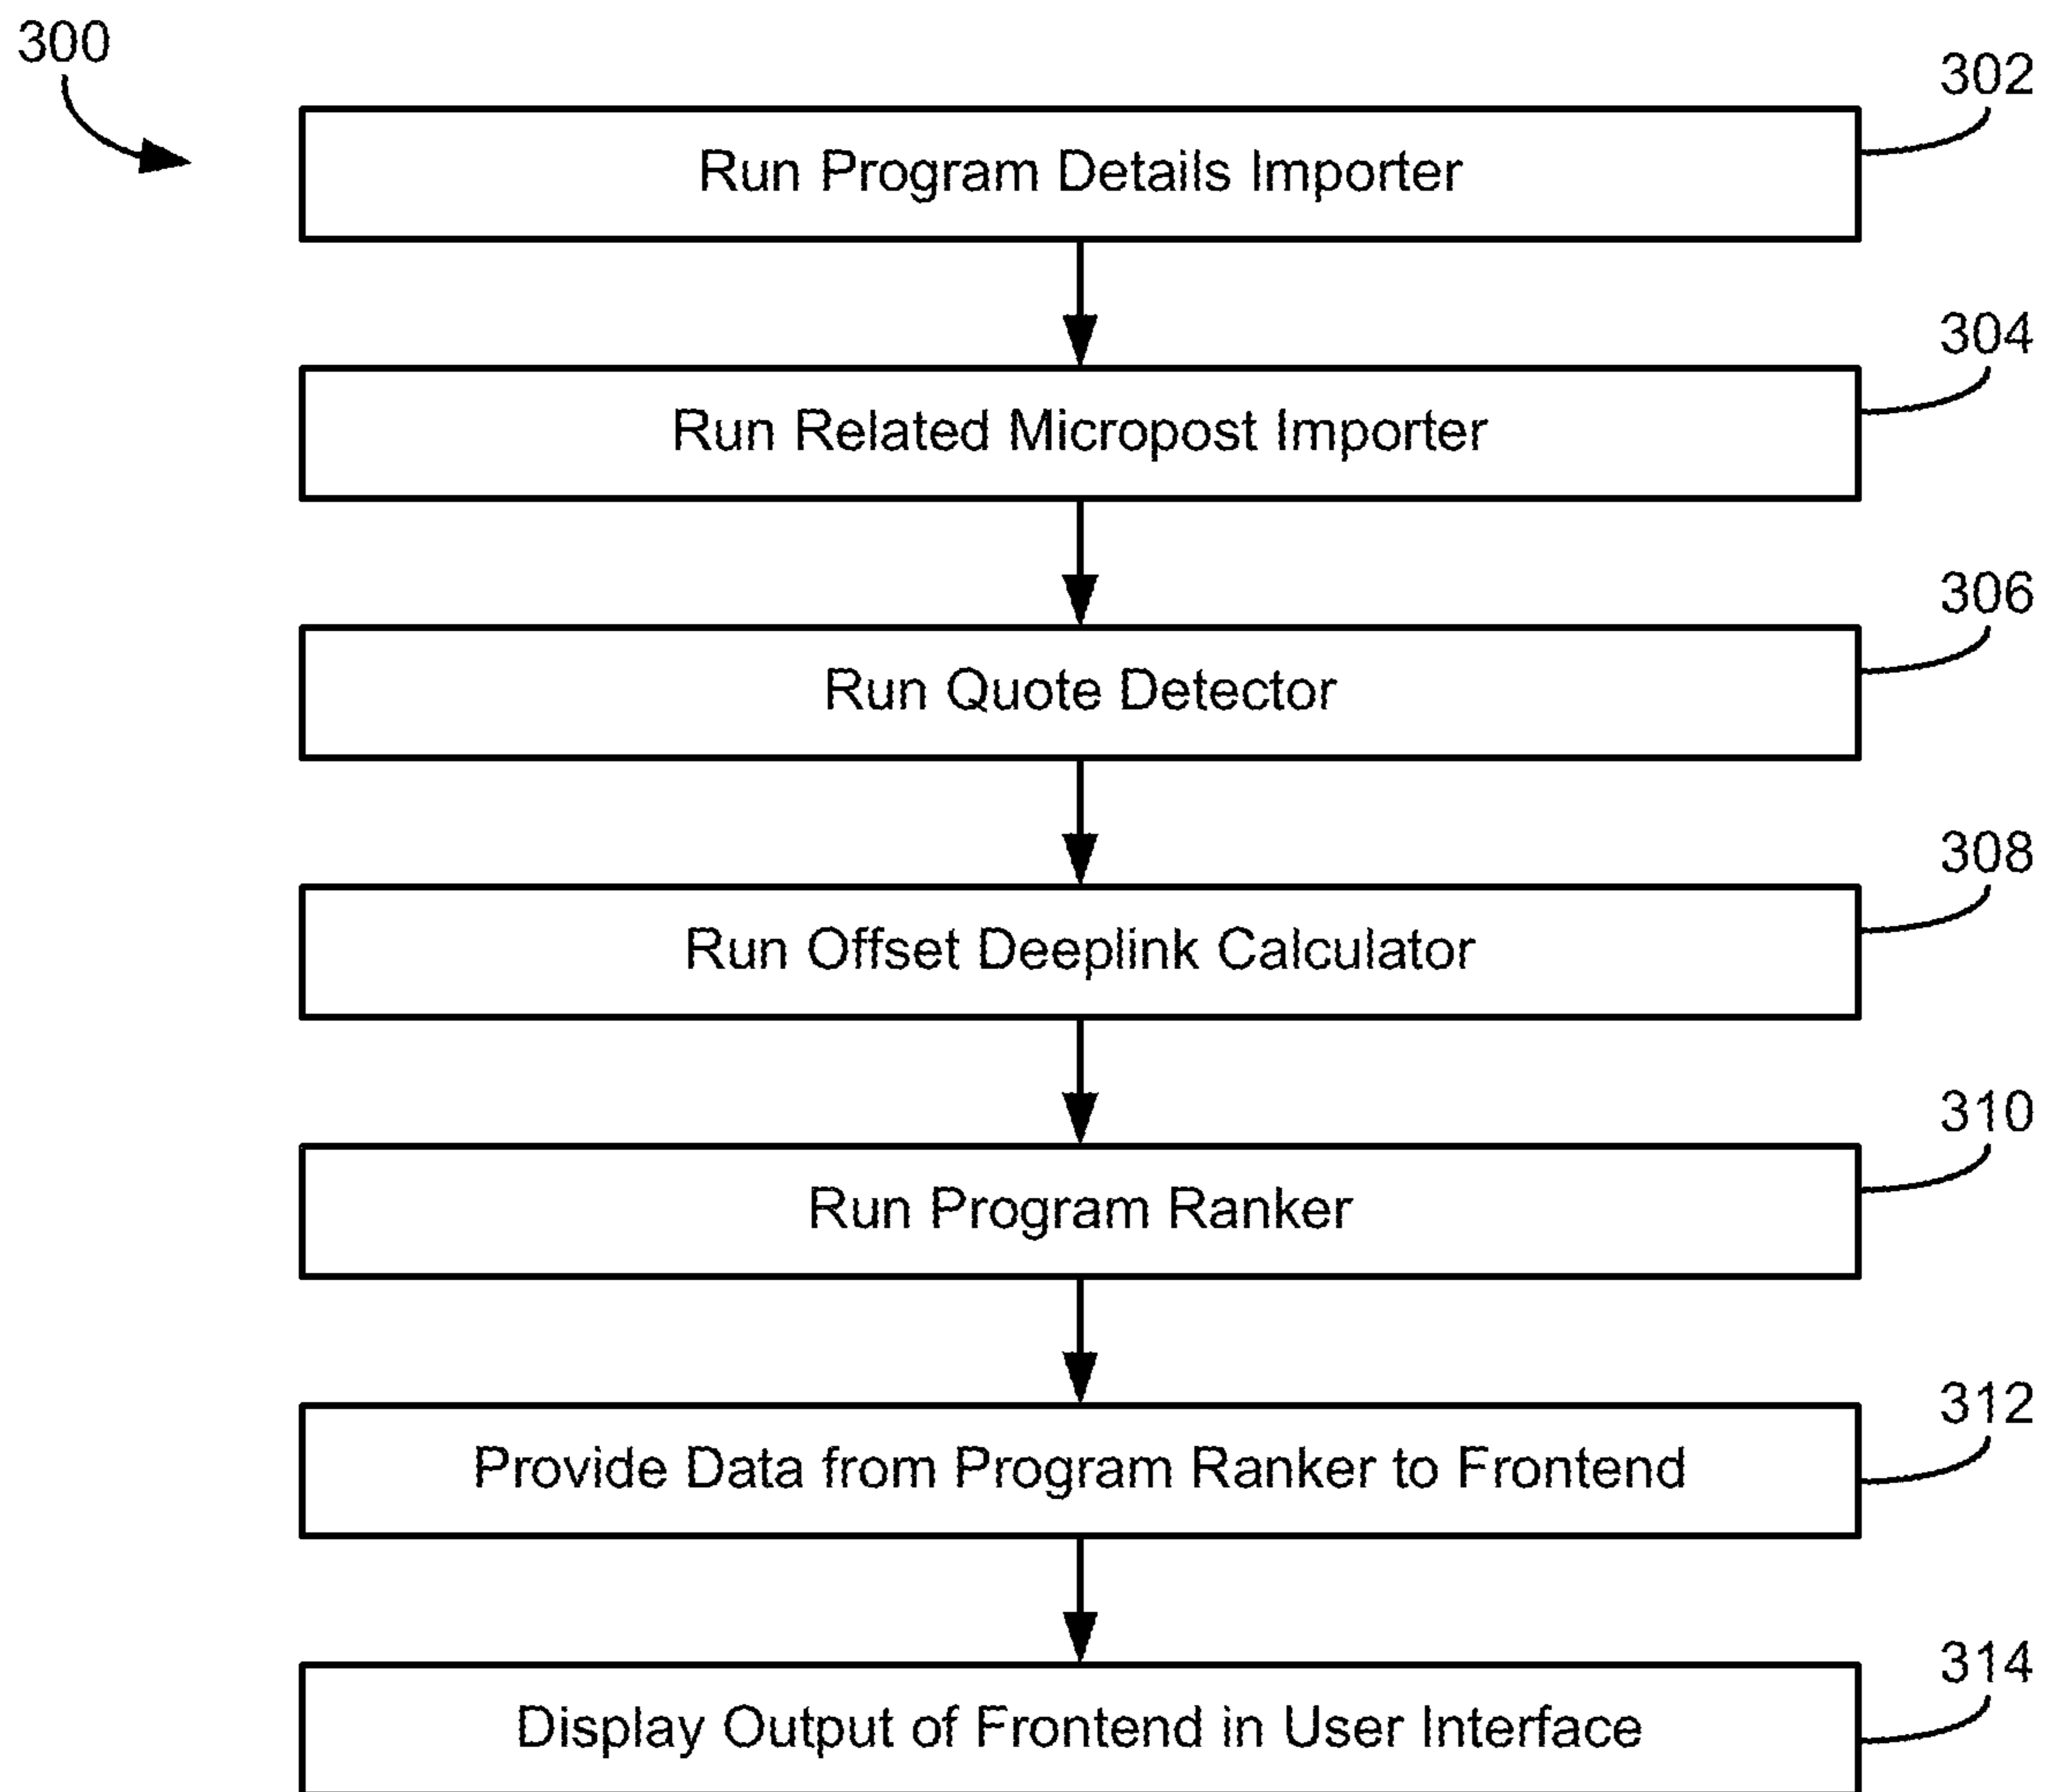 300
302
Run Program Details Importer
304
Run Related Micropost Importer
306
Run Quote Detector
308
Run Offset Deeplink Calculator
310
Run Program Ranker
312
Provide Data from Program Ranker to Frontend
314
Display Output of Frontend in User Interface